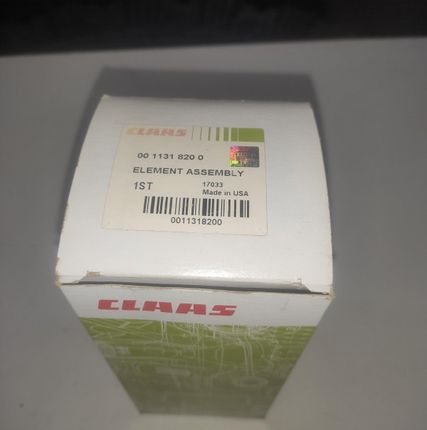 CLAAS
00 1131 820 0
ELEMENT ASSEMBLY
1ST 17033
Made in USA
0011318200
CLAAS